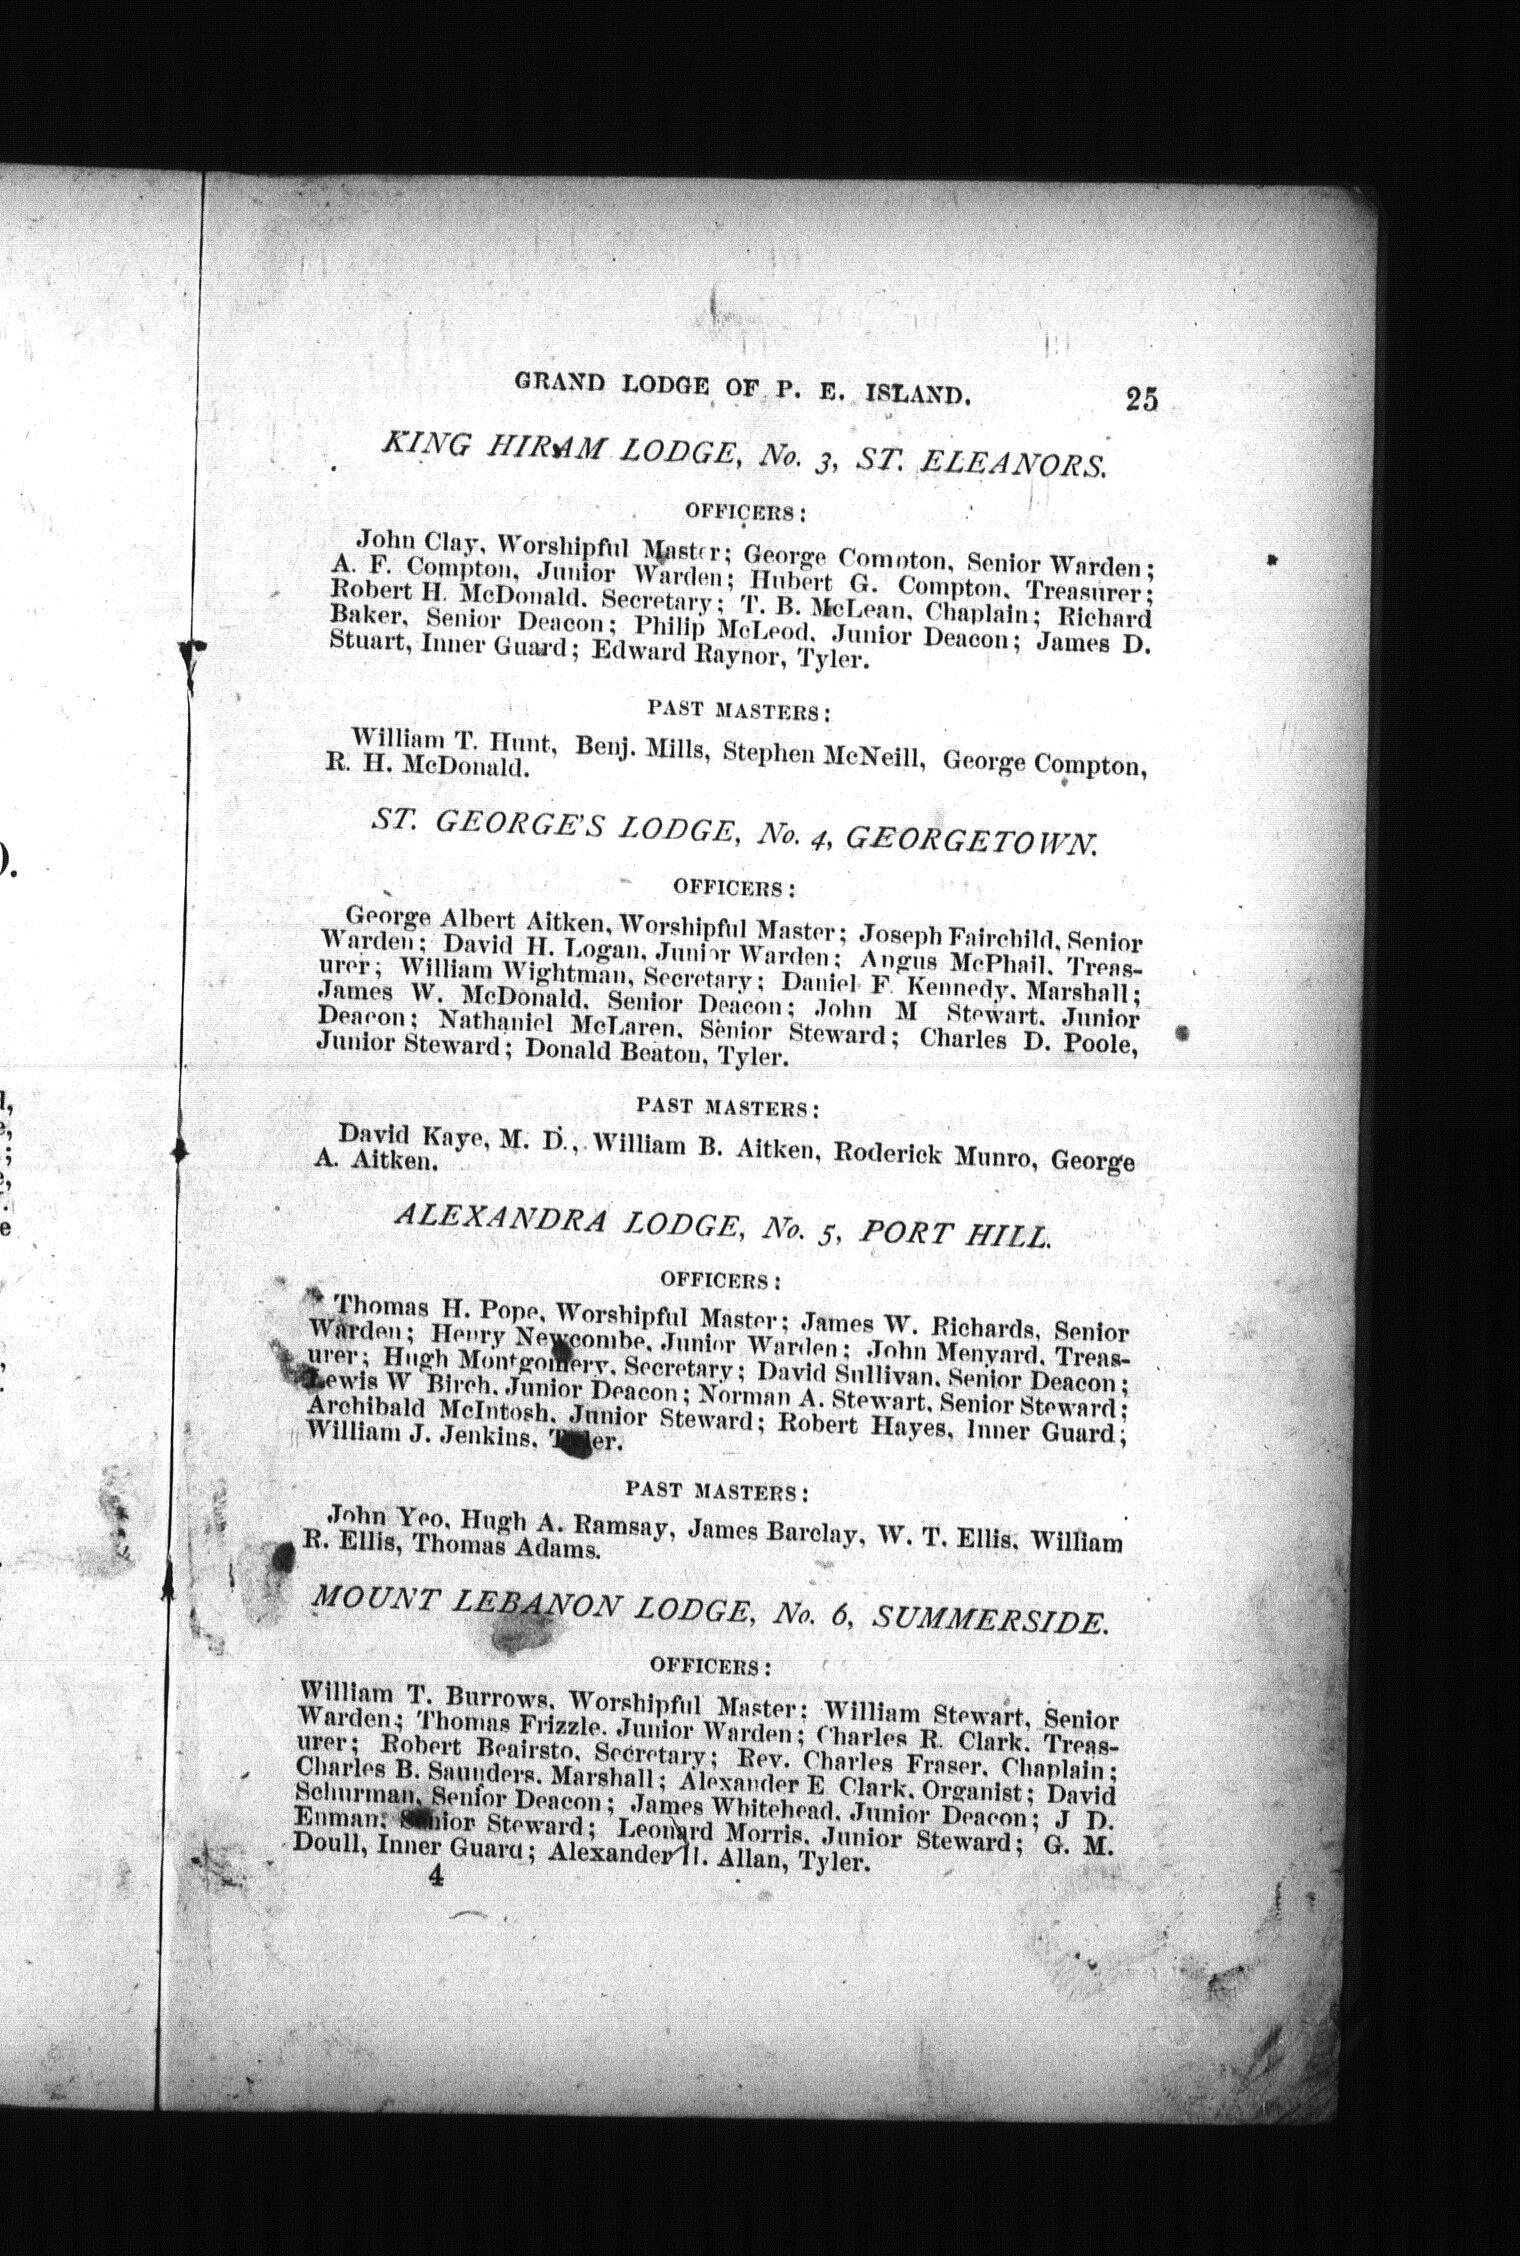 GRAND LODGE OF P. E. ISLAND. 25
KING HIRAM LODGE, No. 3, ST. ELEANORS.
OFFICERS:
John Clay, Worshipful Master; George Compton, Senior Warden;
A. F. Compton, Junior Warden; Hubert G. Compton, Treasurer;
Robert H. McDonald, Secretary; T. B. McLean, Chaplain; Richard
Baker, Senior Deacon; Philip McLeod, Junior Deacon; James D.
Stuart, Inner Guard; Edward Raynor, Tyler.
PAST MASTERS:
William T. Hunt, Benj. Mills, Stephen McNeill, George Compton,
R. H. McDonald.
ST. GEORGE'S LODGE, No. 4, GEORGETOWN.
OFFICERS:
George Albert Aitken, Worshipful Master; Joseph Fairchild, Senior
Warden; David H. Logan, Junior Warden; Angus McPhail, Treas-
urer; William Wightman, Secretary; Daniel F. Kennedy, Marshall;
James W. McDonald, Senior Deacon; John M Stewart, Junior
Deacon; Nathaniel McLaren, Senior Steward; Charles D. Poole,
Junior Steward; Donald Beaton, Tyler.
PAST MASTERS:
David Kaye, M. D., William B. Aitken, Roderick Munro, George
A. Aitken.
ALEXANDRA LODGE, No. 5, PORT HILL.
OFFICERS:
Thomas H. Pope, Worshipful Master; James W. Richards, Senior
Warden; Henry Newcombe, Junior Warden; John Menyard, Treas-
urer; Hugh Montgomery, Secretary; David Sullivan, Senior Deacon;
Lewis W Birch, Junior Deacon; Norman A. Stewart, Senior Steward;
Archibald McIntosh, Junior Steward; Robert Hayes, Inner Guard;
William J. Jenkins, Tyler.
PAST MASTERS:
John Yeo, Hugh A. Ramsay, James Barclay, W. T. Ellis, William
R. Ellis, Thomas Adams.
MOUNT LEBANON LODGE, No. 6, SUMMERSIDE.
OFFICERS:
William T. Burrows, Worshipful Master; William Stewart, Senior
Warden; Thomas Frizzle, Junior Warden; Charles R. Clark, Treas-
urer; Robert Beairsto, Secretary; Rev. Charles Fraser, Chaplain;
Charles B. Saunders, Marshall; Alexander E Clark, Organist; David
Schurman, Senior Deacon; James Whitehead, Junior Deacon; J D.
Enman, Senior Steward; Leonard Morris, Junior Steward; G. M.
Doull, Inner Guard; Alexander H. Allan, Tyler.
4